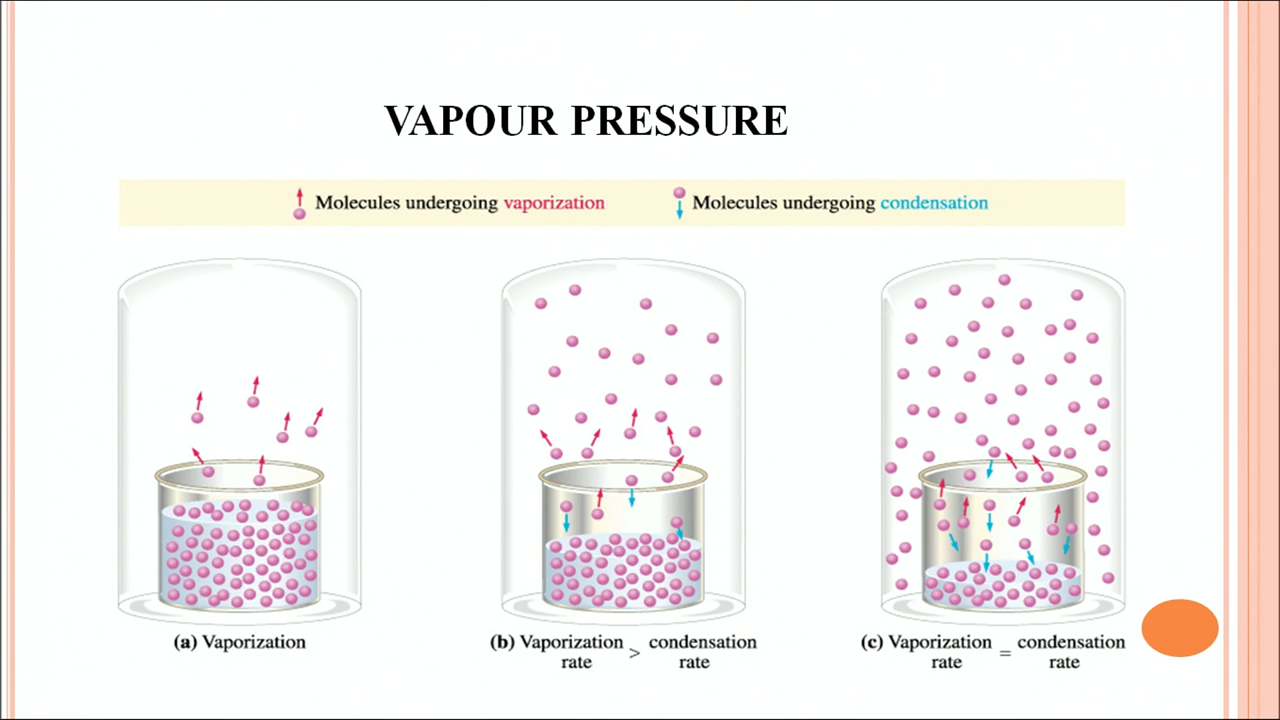 VAPOUR PRESSURE
Molecules undergoing vaporization
Molecules undergoing condensation
(a) Vaporization
(b) Vaporization rate > condensation rate
(c) Vaporization rate = condensation rate